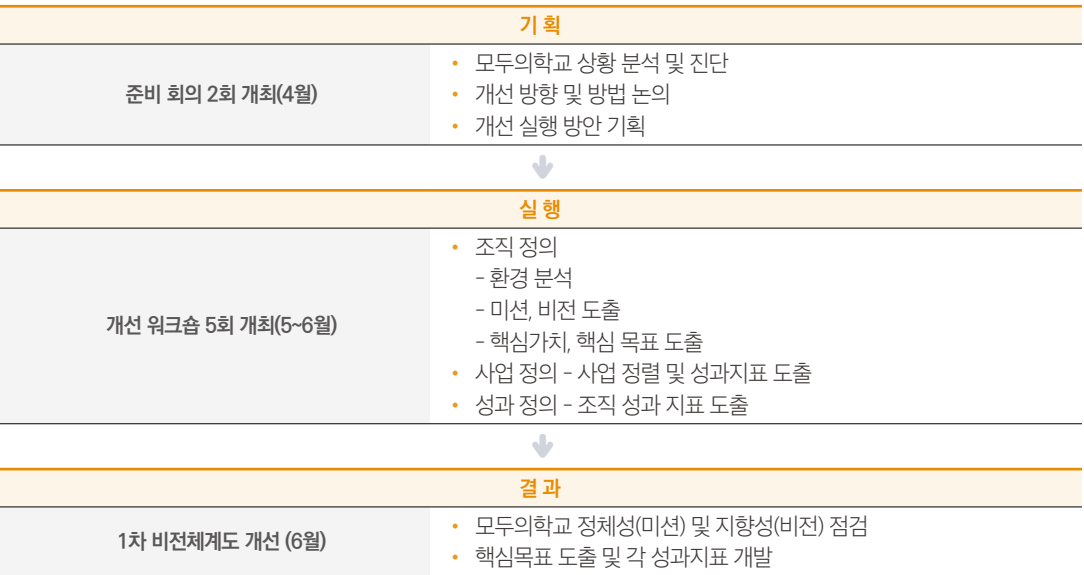 기 획
준비 회의 2회 개최(4월)
• 모두의학교 상황 분석 및 진단
• 개선 방향 및 방법 논의
• 개선 실행 방안 기획
실 행
개선 워크숍 5회 개최(5~6월)
• 조직 정의
- 환경 분석
- 미션, 비전 도출
- 핵심가치, 핵심 목표 도출
• 사업 정의 - 사업 정렬 및 성과지표 도출
• 성과 정의 - 조직 성과 지표 도출
결 과
1차 비전체계도 개선 (6월)
• 모두의학교 정체성(미션) 및 지향성(비전) 점검
• 핵심목표 도출 및 각 성과지표 개발